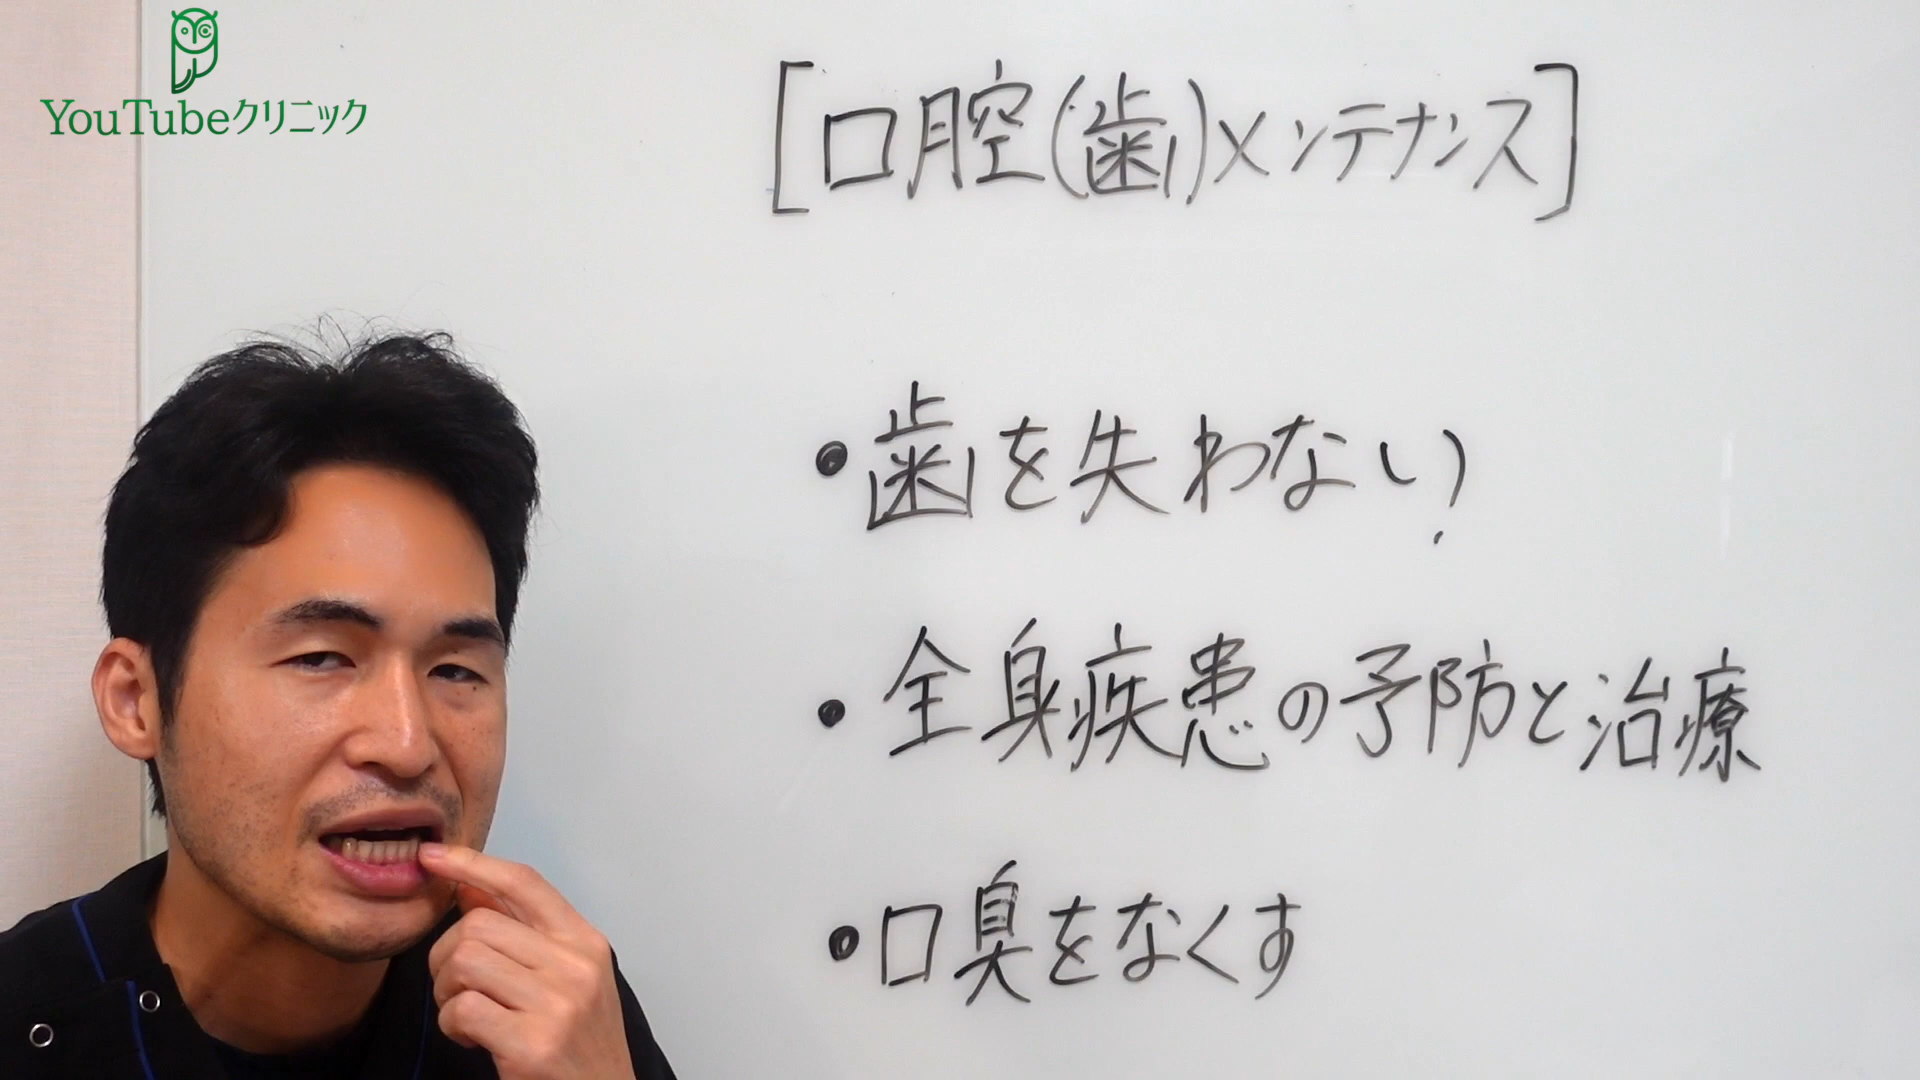 YouTubeクリニック
[口腔(歯)メンテナンス]
・歯を失わない?
・全身疾患の予防と治療
・口臭をなくす